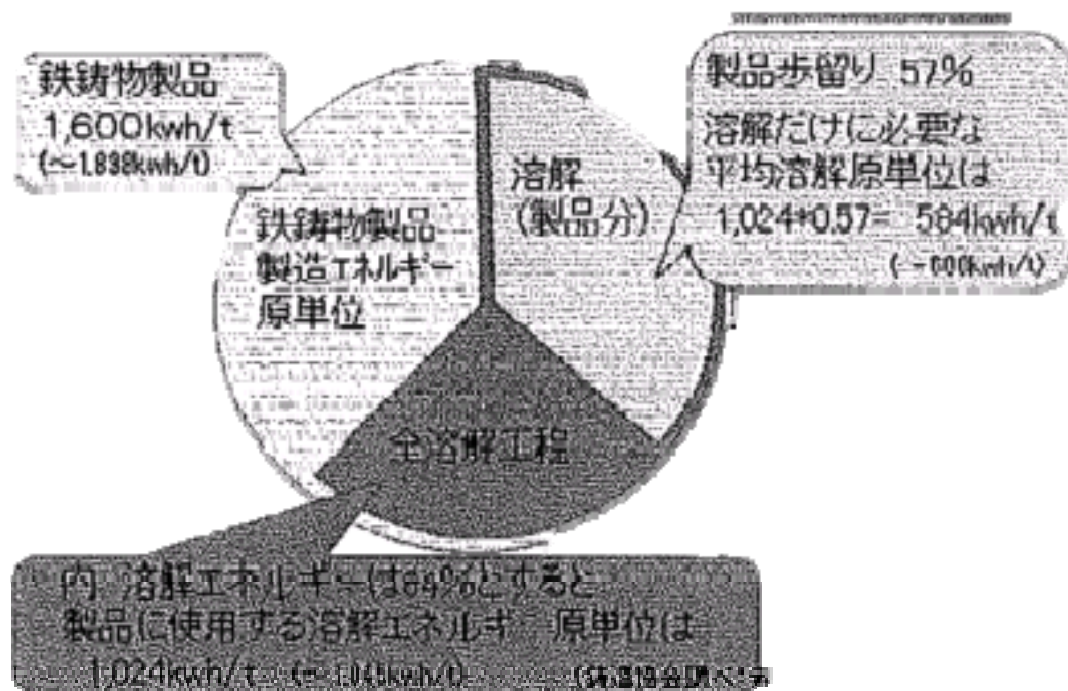 鉄鋳物製品
1,600kwh/t
(~1,838kwh/t)
製品歩留り 57%
溶解だけに必要な
平均溶解原単位は
1,024*0.57= 584kwh/t
溶解
(製品分)
鉄鋳物製品
製造エネルギー
原単位
全溶解工程
内 溶解エネルギーは64%とすると
製品に使用する溶解エネルギー原単位は
1,024kwh/t